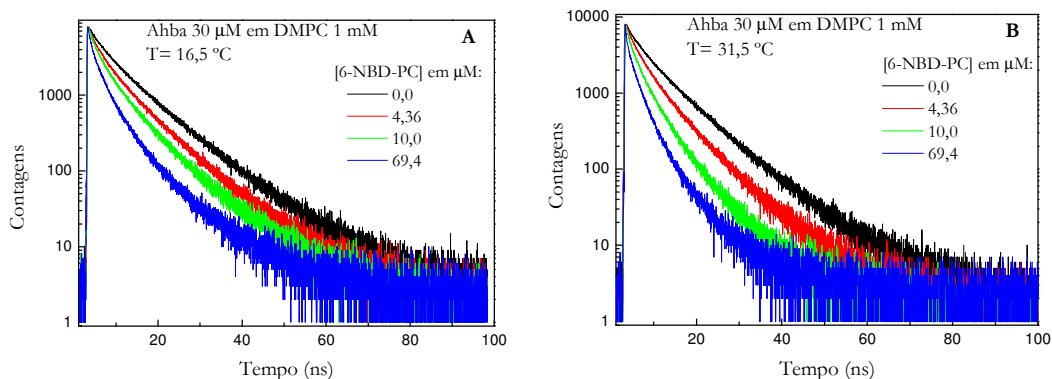 Ahba 30 µM em DMPC 1 mM
A
T= 16,5 ºC
[6-NBD-PC] em µM:
0,0
4,36
10,0
69,4
Contagens
1000
100
10
1
20
40
60
80
100
Tempo (ns)
Ahba 30 µM em DMPC 1 mM
B
T= 31,5 ºC
[6-NBD-PC] em µM:
0,0
4,36
10,0
69,4
Contagens
10000
1000
100
10
1
20
40
60
80
100
Tempo (ns)